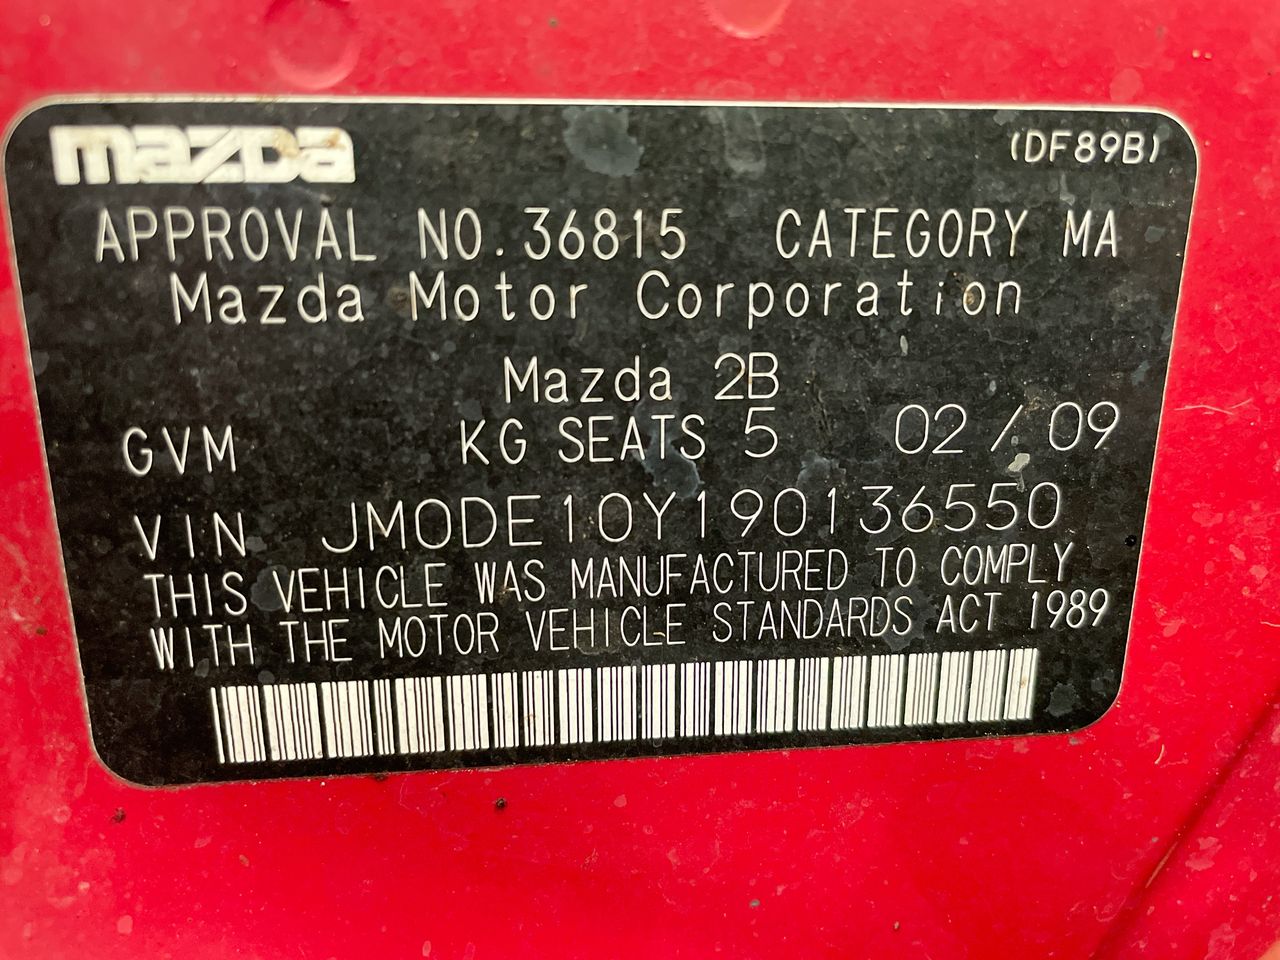 mazda (DF89B)
APPROVAL NO. 36815 CATEGORY MA
Mazda Motor Corporation
Mazda 2B
GVM KG SEATS 5 02/09
VIN JM0DE10Y190136550
THIS VEHICLE WAS MANUFACTURED TO COMPLY
WITH THE MOTOR VEHICLE STANDARDS ACT 1989